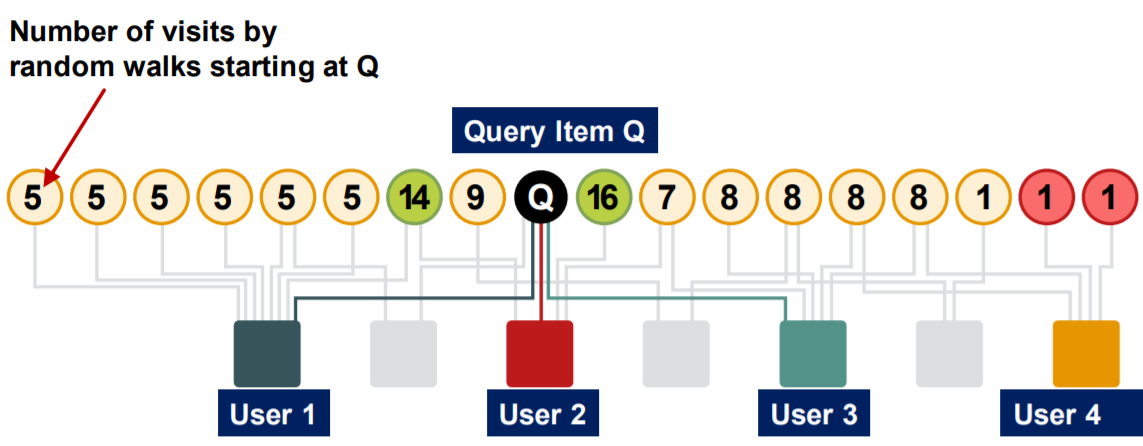 Number of visits by
random walks starting at Q
Query Item Q
5 5 5 5 5 5 14 9 Q 16 7 8 8 8 8 1 1 1
User 1 User 2 User 3 User 4